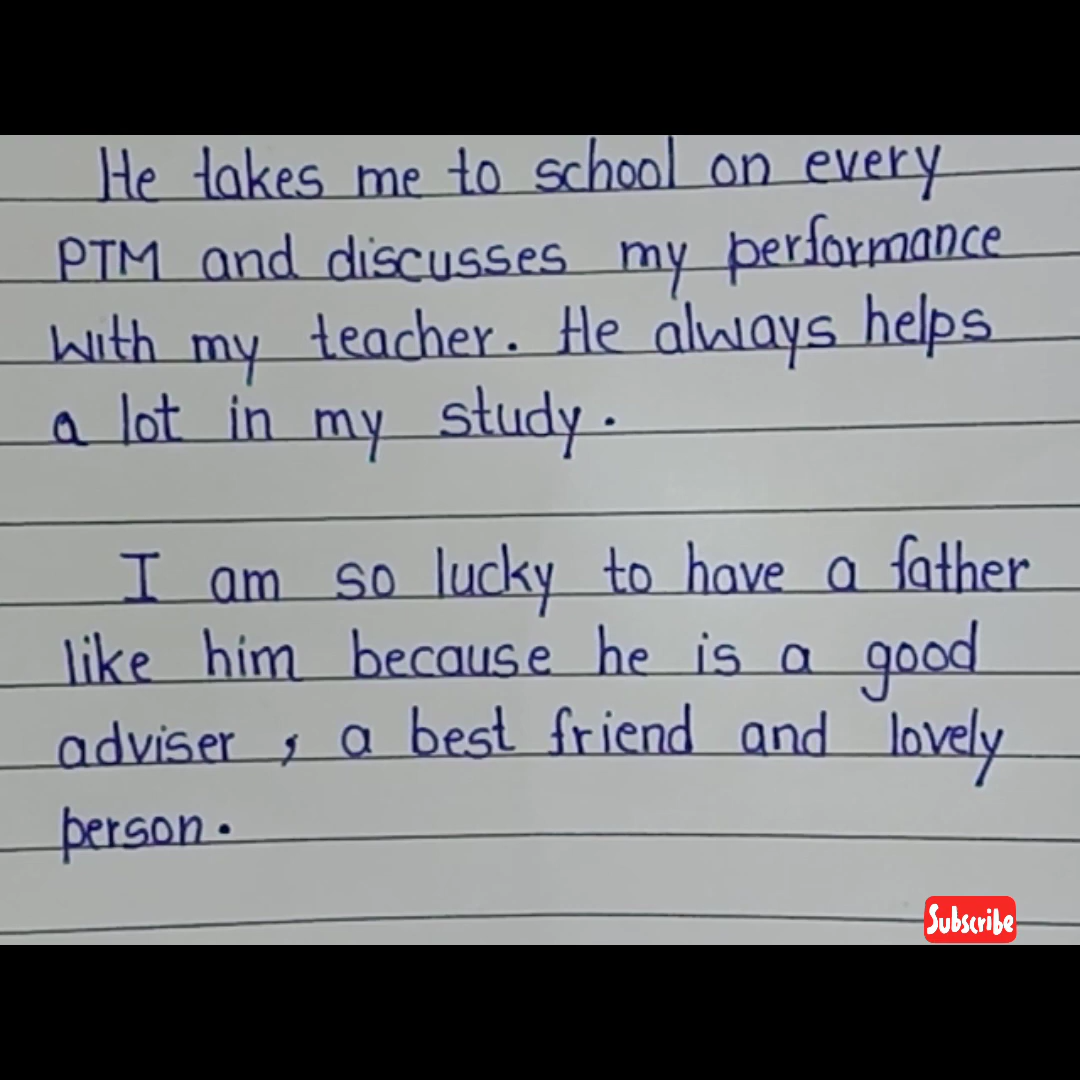 He takes me to school on every
PTM and discusses my performance
with my teacher. He always helps
a lot in my study.
I am so lucky to have a father
like him because he is a good
adviser, a best friend and lovely
person.
Subscribe